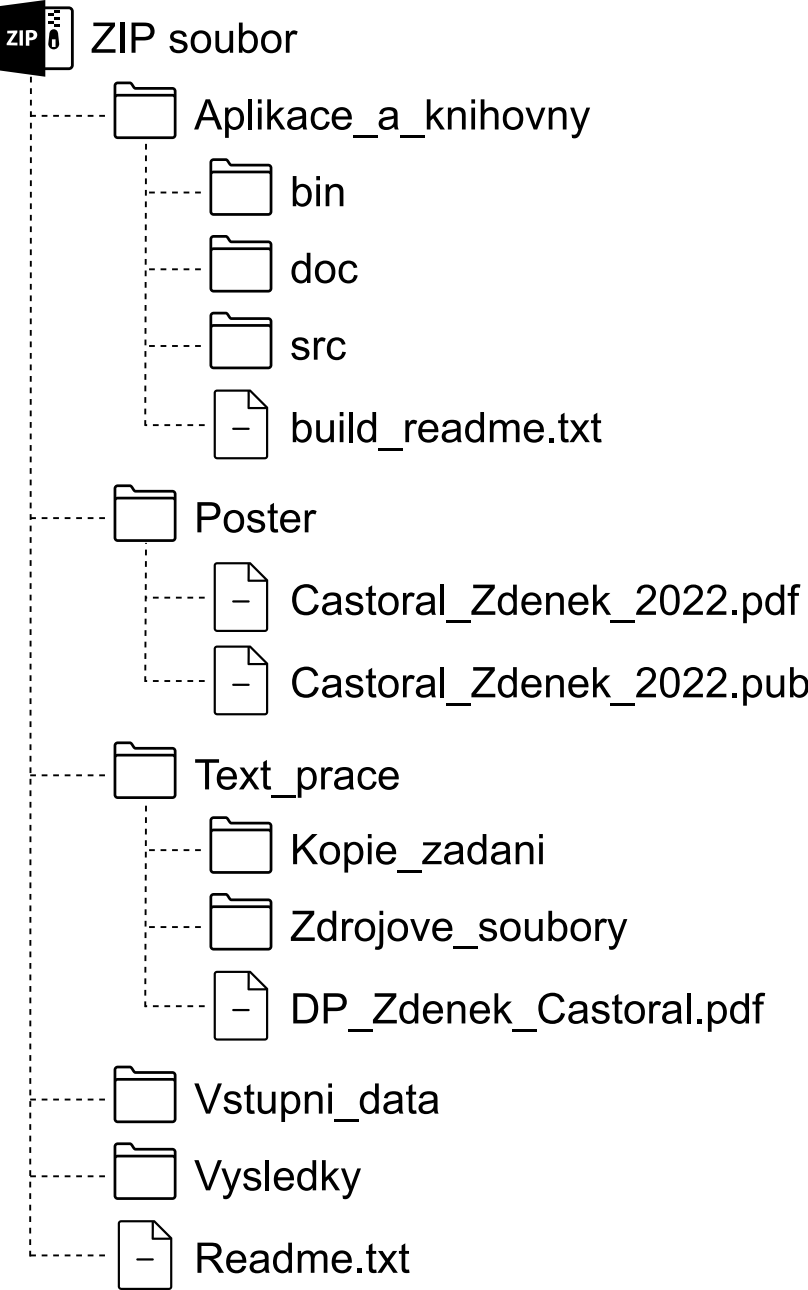 ZIP ZIP soubor
Aplikace_a_knihovny
bin
doc
src
build_readme.txt
Poster
Castoral_Zdenek_2022.pdf
Castoral_Zdenek_2022.pub
Text_prace
Kopie_zadani
Zdrojove_soubory
DP_Zdenek_Castoral.pdf
Vstupni_data
Vysledky
Readme.txt